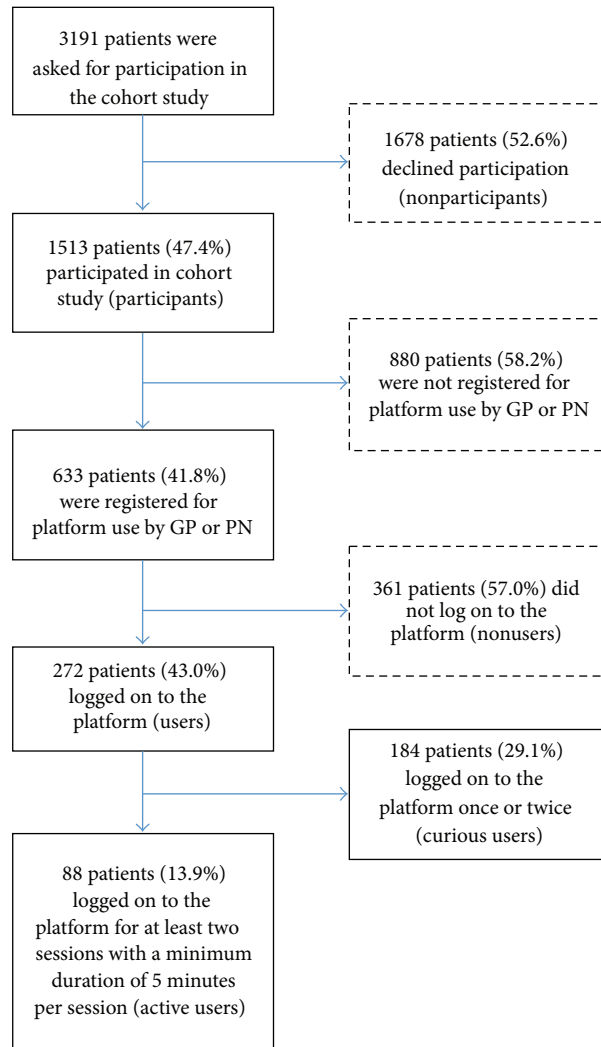 3191 patients were
asked for participation in
the cohort study
1678 patients (52.6%)
declined participation
(nonparticipants)
1513 patients (47.4%)
participated in cohort
study (participants)
880 patients (58.2%)
were not registered for
platform use by GP or PN
633 patients (41.8%)
were registered for
platform use by GP or PN
361 patients (57.0%) did
not log on to the
platform (nonusers)
272 patients (43.0%)
logged on to the
platform (users)
184 patients (29.1%)
logged on to the
platform once or twice
(curious users)
88 patients (13.9%)
logged on to the
platform for at least two
sessions with a minimum
duration of 5 minutes
per session (active users)